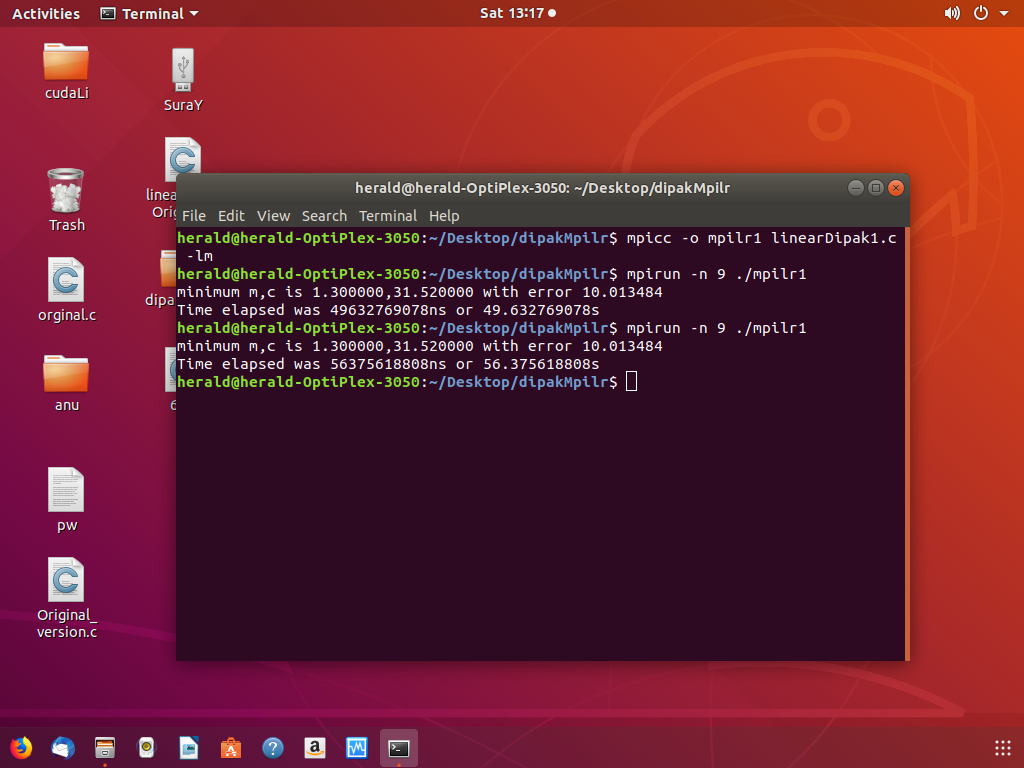 Activities Terminal Sat 13:17
cudaLi
SuraY
Trash
linea
Orig
orginal.c
dipa
anu
6
pw
Original_
version.c
herald@herald-OptiPlex-3050: ~/Desktop/dipakMpilr
File Edit View Search Terminal Help
herald@herald-OptiPlex-3050:~/Desktop/dipakMpilr$ mpicc -o mpilr1 linearDipak1.c
-lm
herald@herald-OptiPlex-3050:~/Desktop/dipakMpilr$ mpirun -n 9 ./mpilr1
minimum m,c is 1.300000,31.520000 with error 10.013484
Time elapsed was 49632769078ns or 49.632769078s
herald@herald-OptiPlex-3050:~/Desktop/dipakMpilr$ mpirun -n 9 ./mpilr1
minimum m,c is 1.300000,31.520000 with error 10.013484
Time elapsed was 56375618808ns or 56.375618808s
herald@herald-OptiPlex-3050:~/Desktop/dipakMpilr$